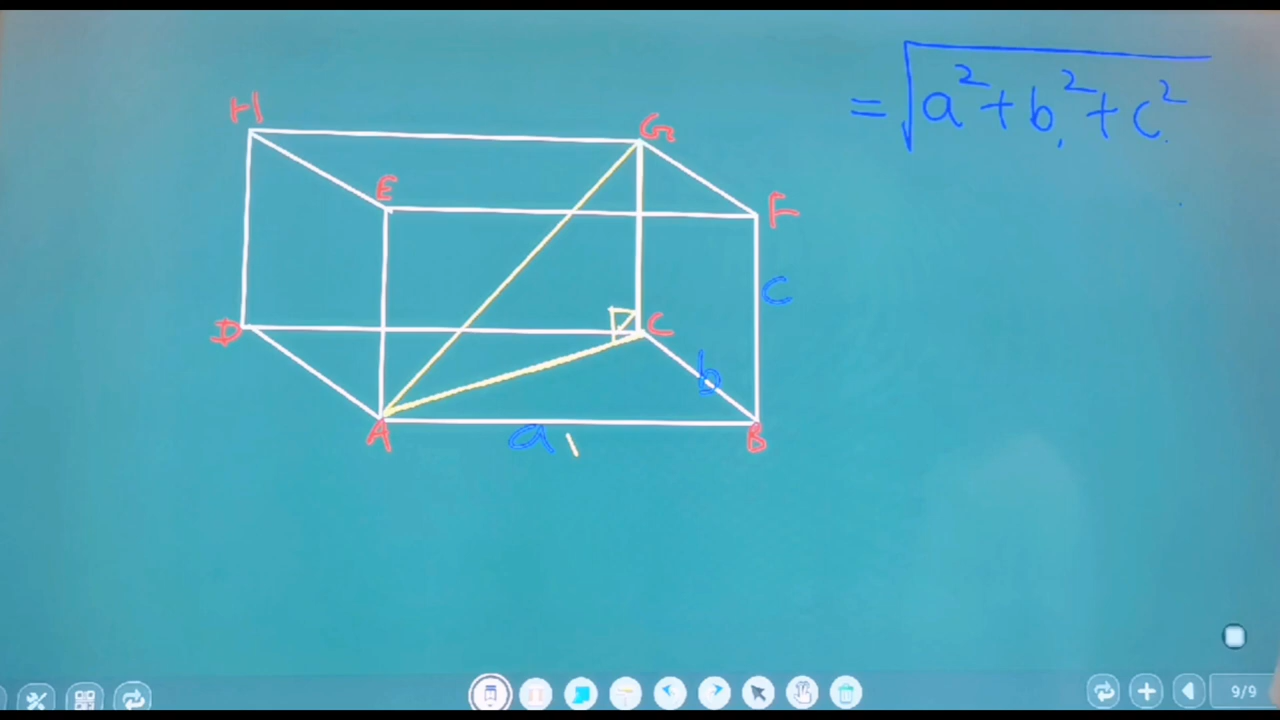 = √a² + b² + c²
H
G
E
F
c
D
C
b
A
a
B
9/9